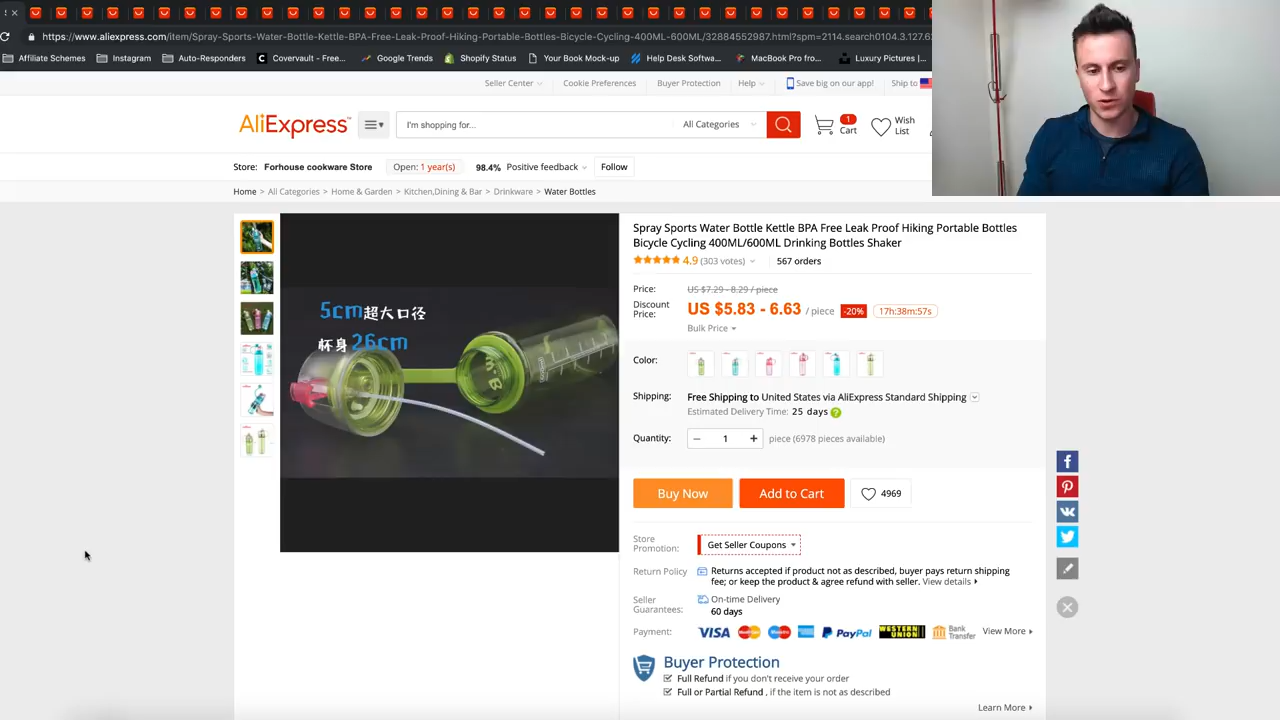 https://www.aliexpress.com/item/Spray-Sports-Water-Bottle-Kettle-BPA-Free-Leak-Proof-Hiking-Portable-Bottles-Bicycle-Cycling-400ML-600ML/32884552987.html?spm=2114.search0104.3.127.6
Affiliate Schemes Instagram Auto-Responders Covervault - Free... Google Trends Shopify Status Your Book Mock-up Help Desk Softwa... MacBook Pro fro... Luxury Pictures |...
Seller Center Cookie Preferences Buyer Protection Help Save big on our app! Ship to
AliExpress™
I'm shopping for... All Categories
1
Cart
Wish
List
Store: Forhouse cookware Store Open: 1 year(s) 98.4% Positive feedback Follow
Home > All Categories > Home & Garden > Kitchen,Dining & Bar > Drinkware > Water Bottles
5cm超大口径
杯身26cm
Spray Sports Water Bottle Kettle BPA Free Leak Proof Hiking Portable Bottles
Bicycle Cycling 400ML/600ML Drinking Bottles Shaker
4.9 (303 votes) 567 orders
Price: US $7.29 - 8.29 / piece
Discount
Price: US $5.83 - 6.63 / piece -20% 17h:38m:57s
Bulk Price
Color:
Shipping: Free Shipping to United States via AliExpress Standard Shipping
Estimated Delivery Time: 25 days ?
Quantity: − 1 + piece (6978 pieces available)
Buy Now Add to Cart 4969
Store
Promotion: Get Seller Coupons
Return Policy Returns accepted if product not as described, buyer pays return shipping
fee; or keep the product & agree refund with seller. View details
Seller
Guarantees: On-time Delivery
60 days
Payment: VISA MasterCard Maestro PayPal WESTERN UNION Bank Transfer View More
Buyer Protection
Full Refund if you don't receive your order
Full or Partial Refund , if the item is not as described
Learn More